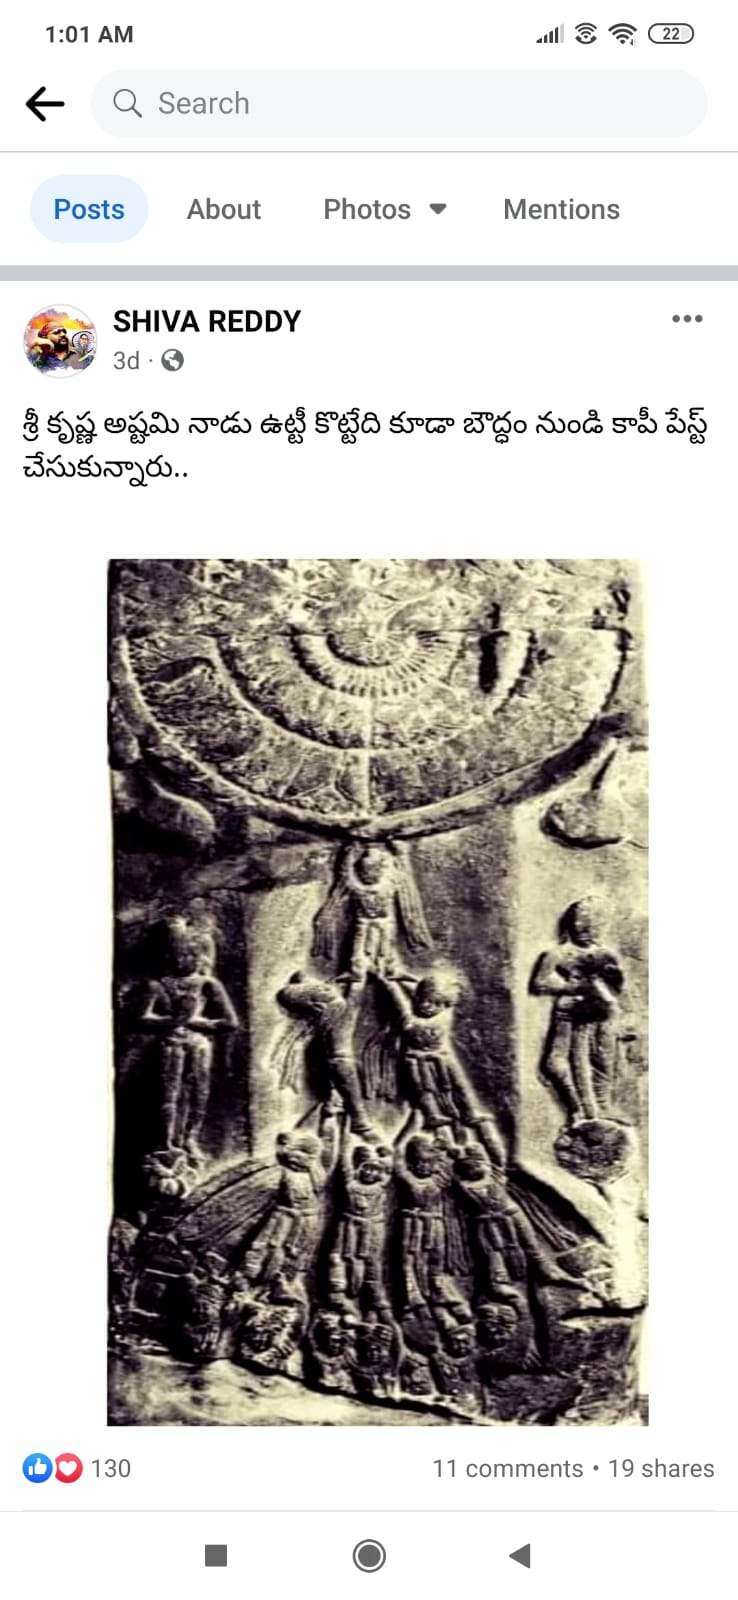 1:01 AM
22
Search
Posts About Photos Mentions
SHIVA REDDY
3d ·
శ్రీ కృష్ణ అష్టమి నాడు ఉట్టీ కొట్టేది కూడా బౌద్ధం నుండి కాపీ పేస్ట్
చేసుకున్నారు..
130
11 comments • 19 shares